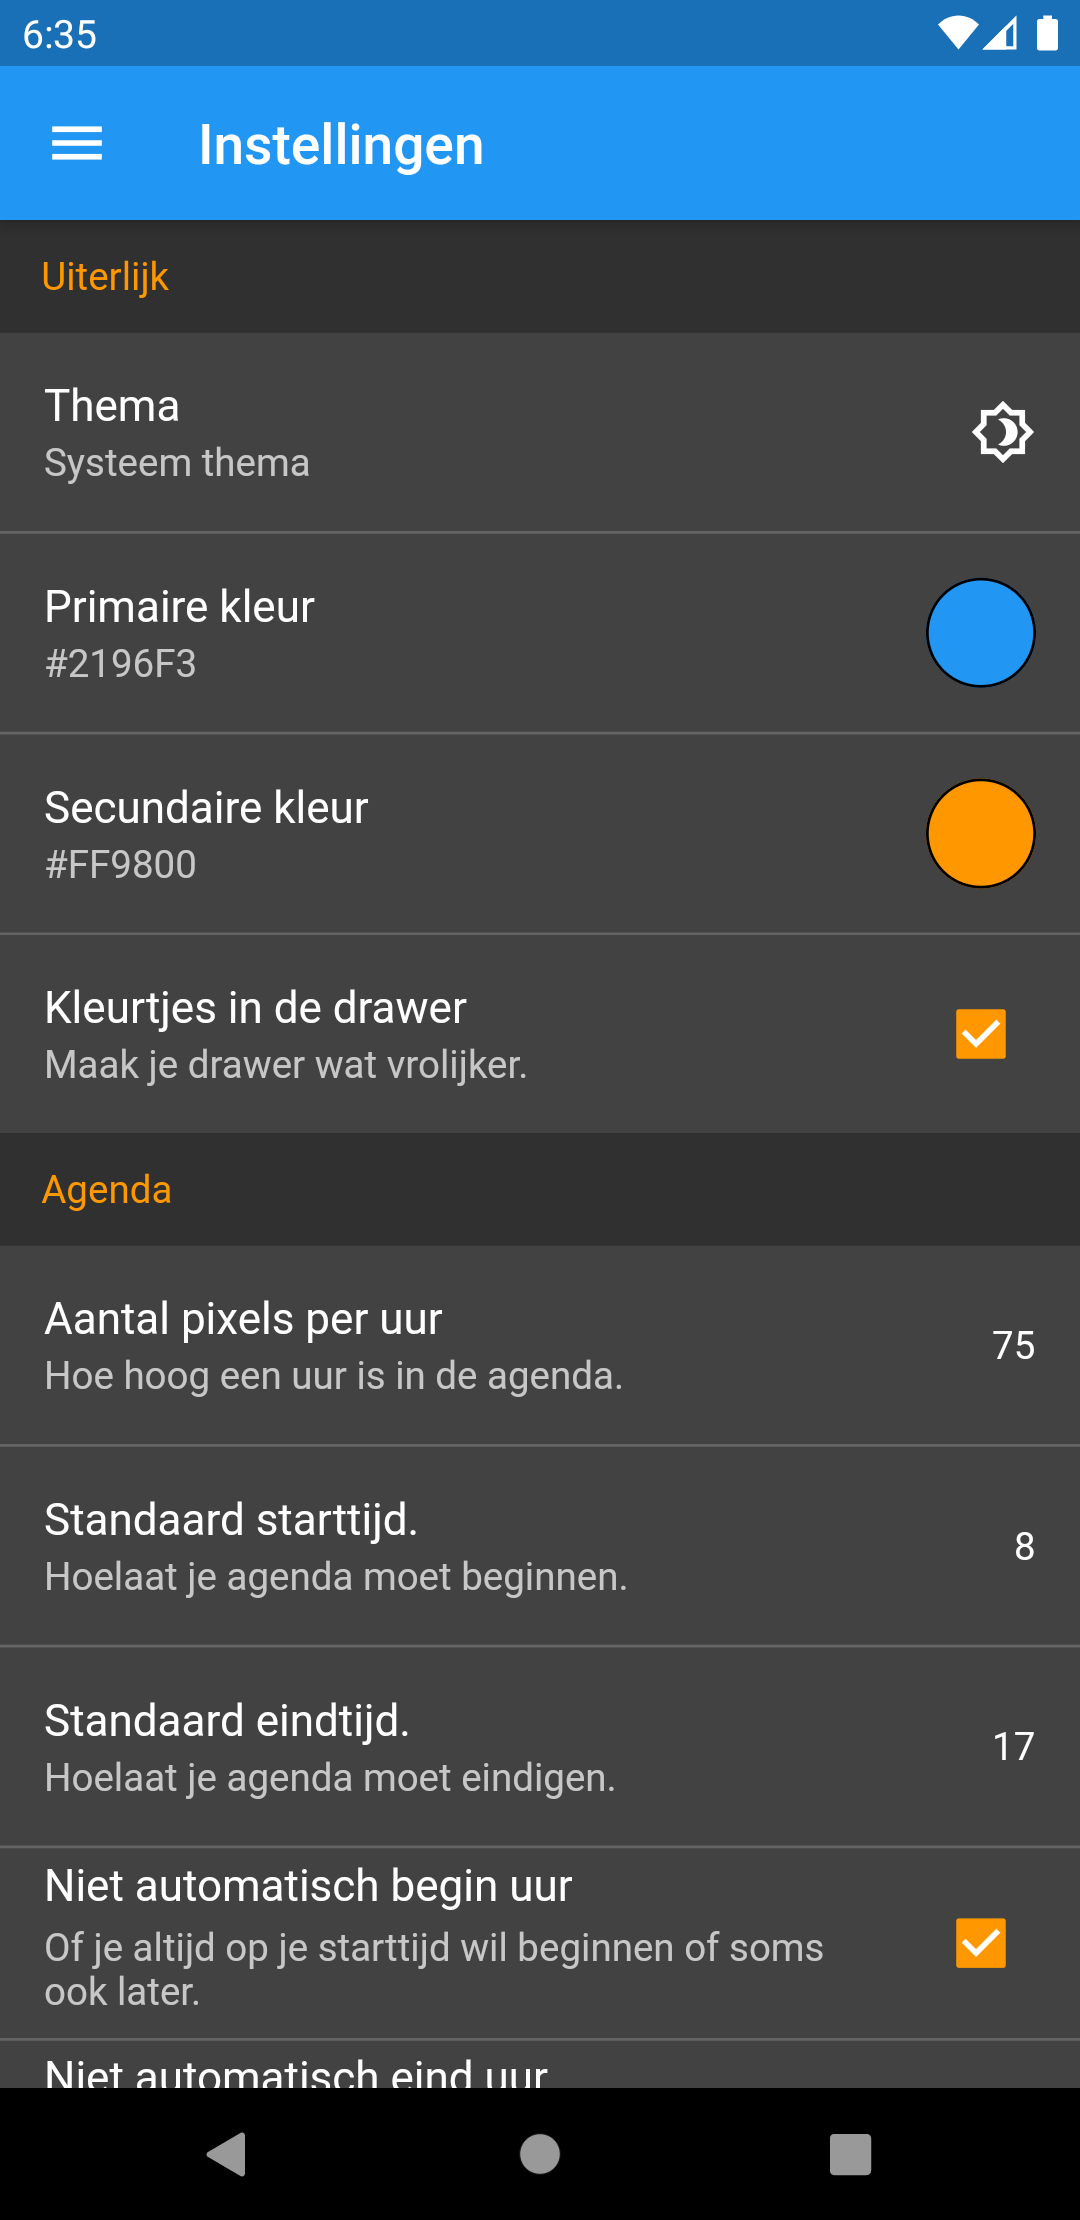 6:35
Instellingen
Uiterlijk
Thema
Systeem thema
Primaire kleur
#2196F3
Secundaire kleur
#FF9800
Kleurtjes in de drawer
Maak je drawer wat vrolijker.
Agenda
Aantal pixels per uur
Hoe hoog een uur is in de agenda.
75
Standaard starttijd.
Hoelaat je agenda moet beginnen.
8
Standaard eindtijd.
Hoelaat je agenda moet eindigen.
17
Niet automatisch begin uur
Of je altijd op je starttijd wil beginnen of soms
ook later.
Niet automatisch eind uur